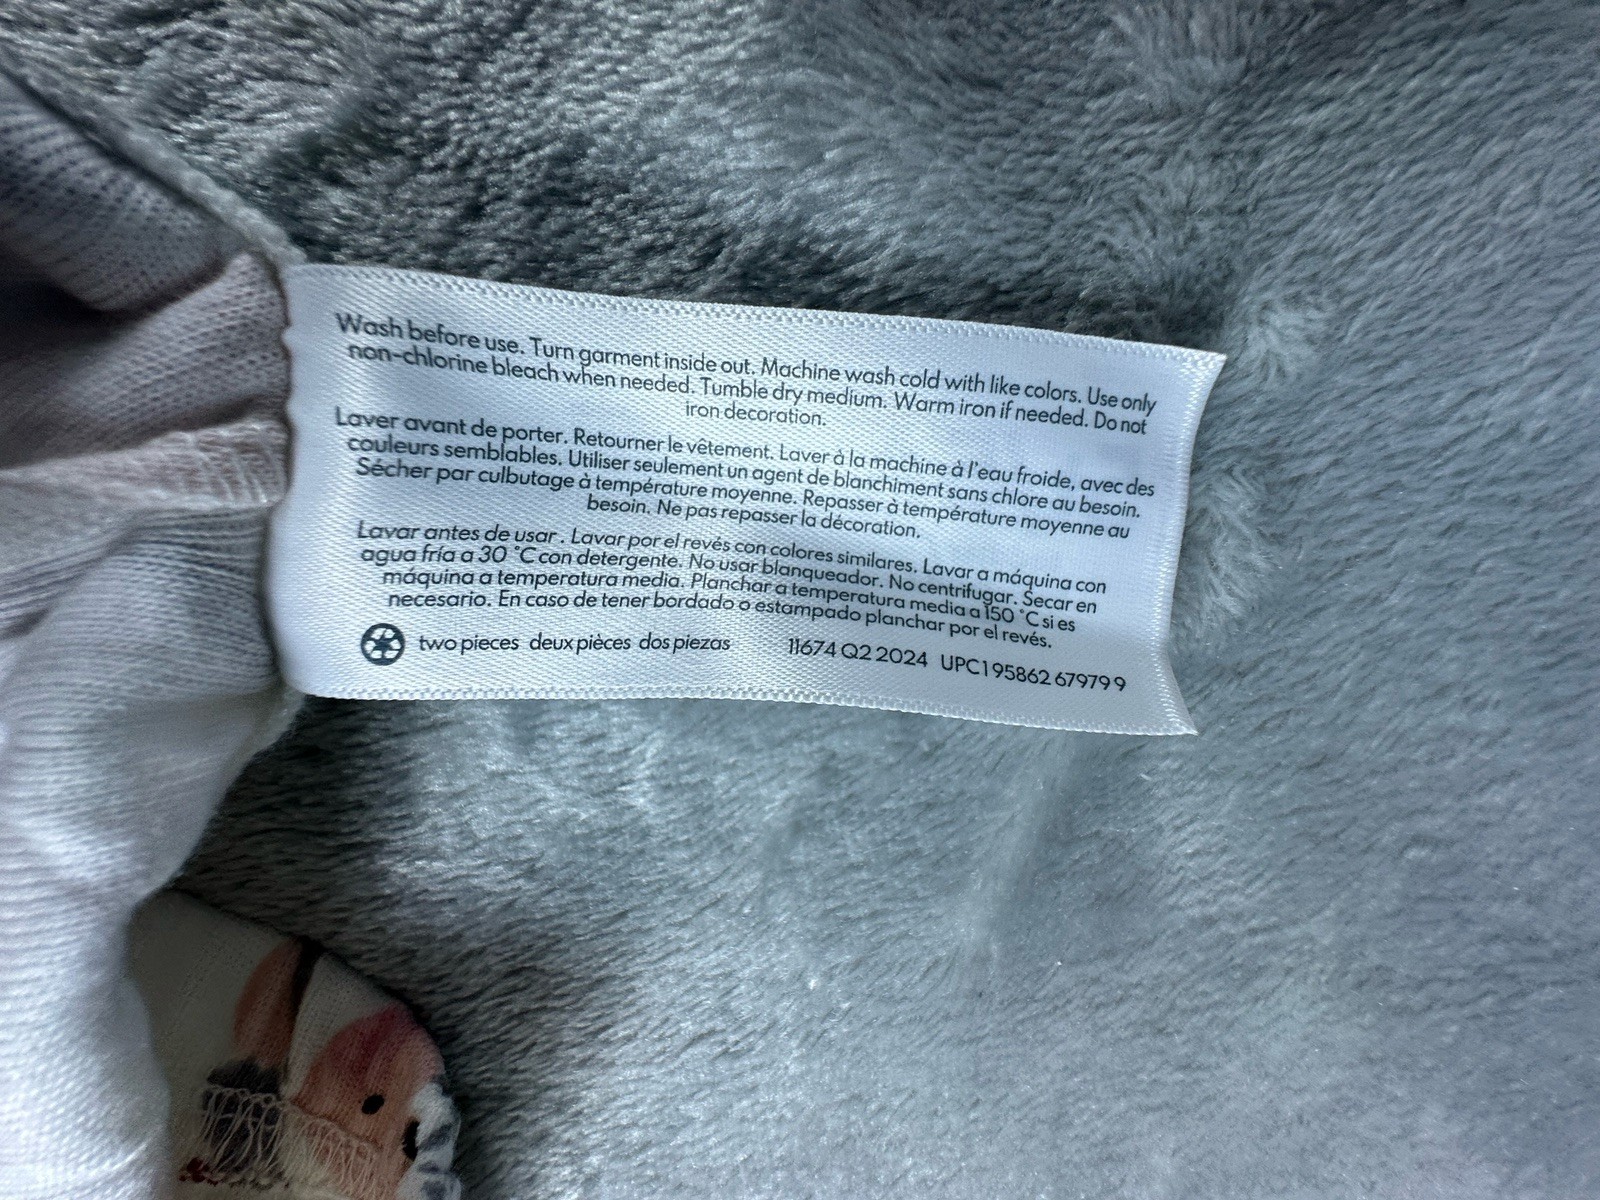 Wash before use. Turn garment inside out. Machine wash cold with like colors. Use only
non-chlorine bleach when needed. Tumble dry medium. Warm iron if needed. Do not
iron decoration.
Laver avant de porter. Retourner le vêtement. Laver à la machine à l'eau froide, avec des
couleurs semblables. Utiliser seulement un agent de blanchiment sans chlore au besoin.
Sécher par culbutage à température moyenne. Repasser à température moyenne au
besoin. Ne pas repasser la décoration.
Lavar antes de usar. Lavar por el revés con colores similares. Lavar a máquina con
agua fría a 30 °C con detergente. No usar blanqueador. No centrifugar. Secar en
máquina a temperatura media. Planchar a temperatura media a 150 °C si es
necesario. En caso de tener bordado o estampado planchar por el revés.
two pieces deux pièces dos piezas 11674 Q2 2024 UPC195862 679799